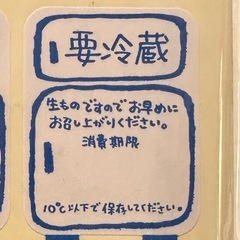 要冷蔵
生ものですのでお早めに
お召し上がりください。
消費期限
10℃以下で保存してください。